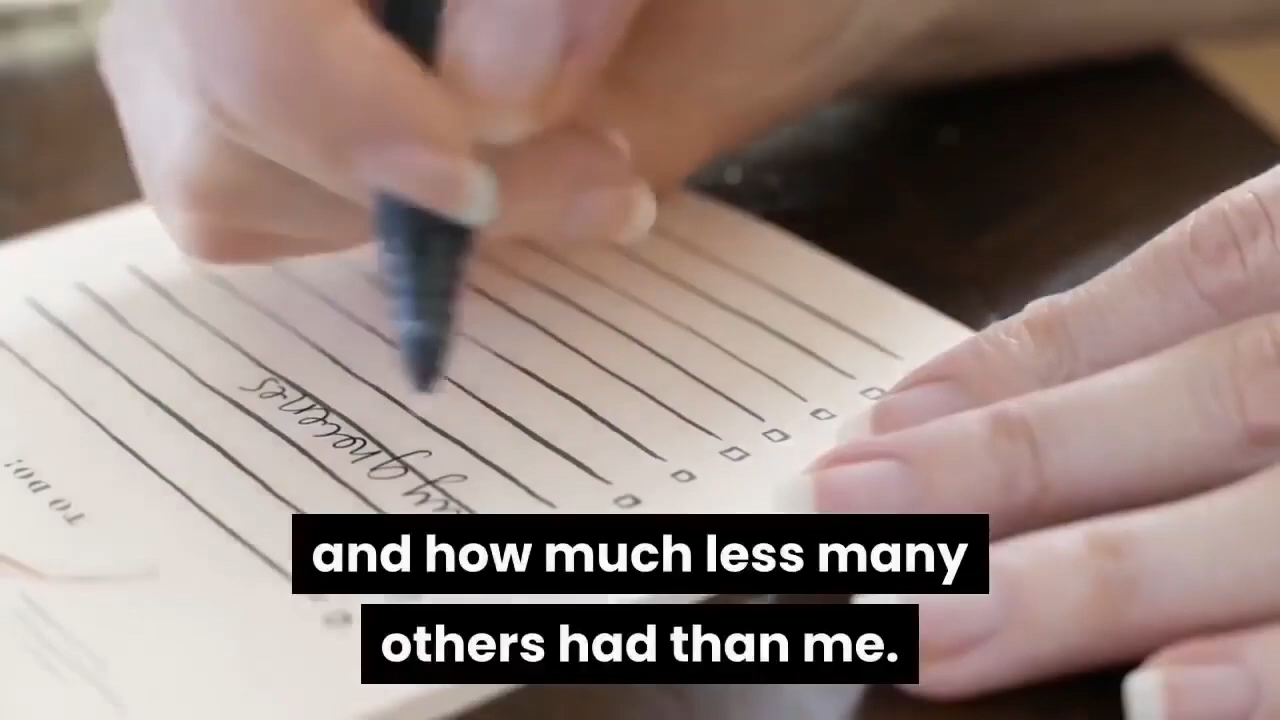 TO DO:
groceries
and how much less many
others had than me.